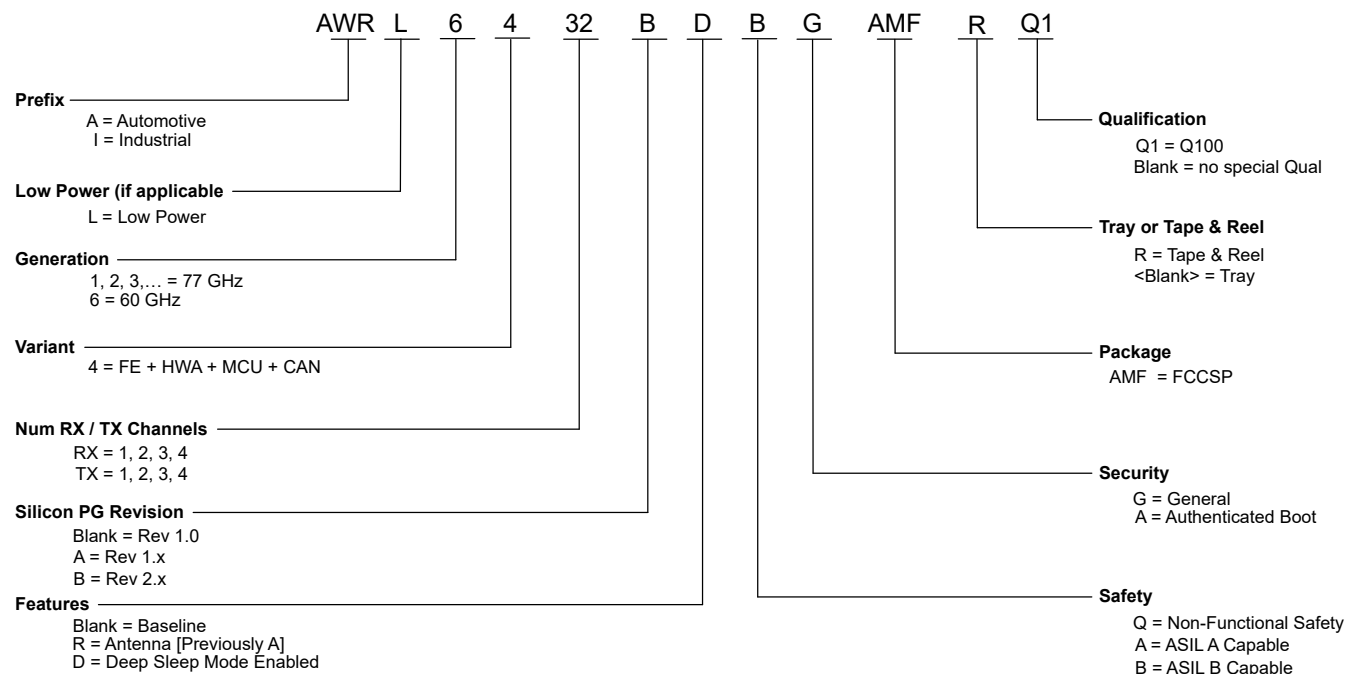 AWR L 6 4 32 B D B G AMF R Q1
Prefix
A = Automotive
I = Industrial
Low Power (if applicable
L = Low Power
Generation
1, 2, 3,... = 77 GHz
6 = 60 GHz
Variant
4 = FE + HWA + MCU + CAN
Num RX / TX Channels
RX = 1, 2, 3, 4
TX = 1, 2, 3, 4
Silicon PG Revision
Blank = Rev 1.0
A = Rev 1.x
B = Rev 2.x
Features
Blank = Baseline
R = Antenna [Previously A]
D = Deep Sleep Mode Enabled
Qualification
Q1 = Q100
Blank = no special Qual
Tray or Tape & Reel
R = Tape & Reel
<Blank> = Tray
Package
AMF = FCCSP
Security
G = General
A = Authenticated Boot
Safety
Q = Non-Functional Safety
A = ASIL A Capable
B = ASIL B Capable